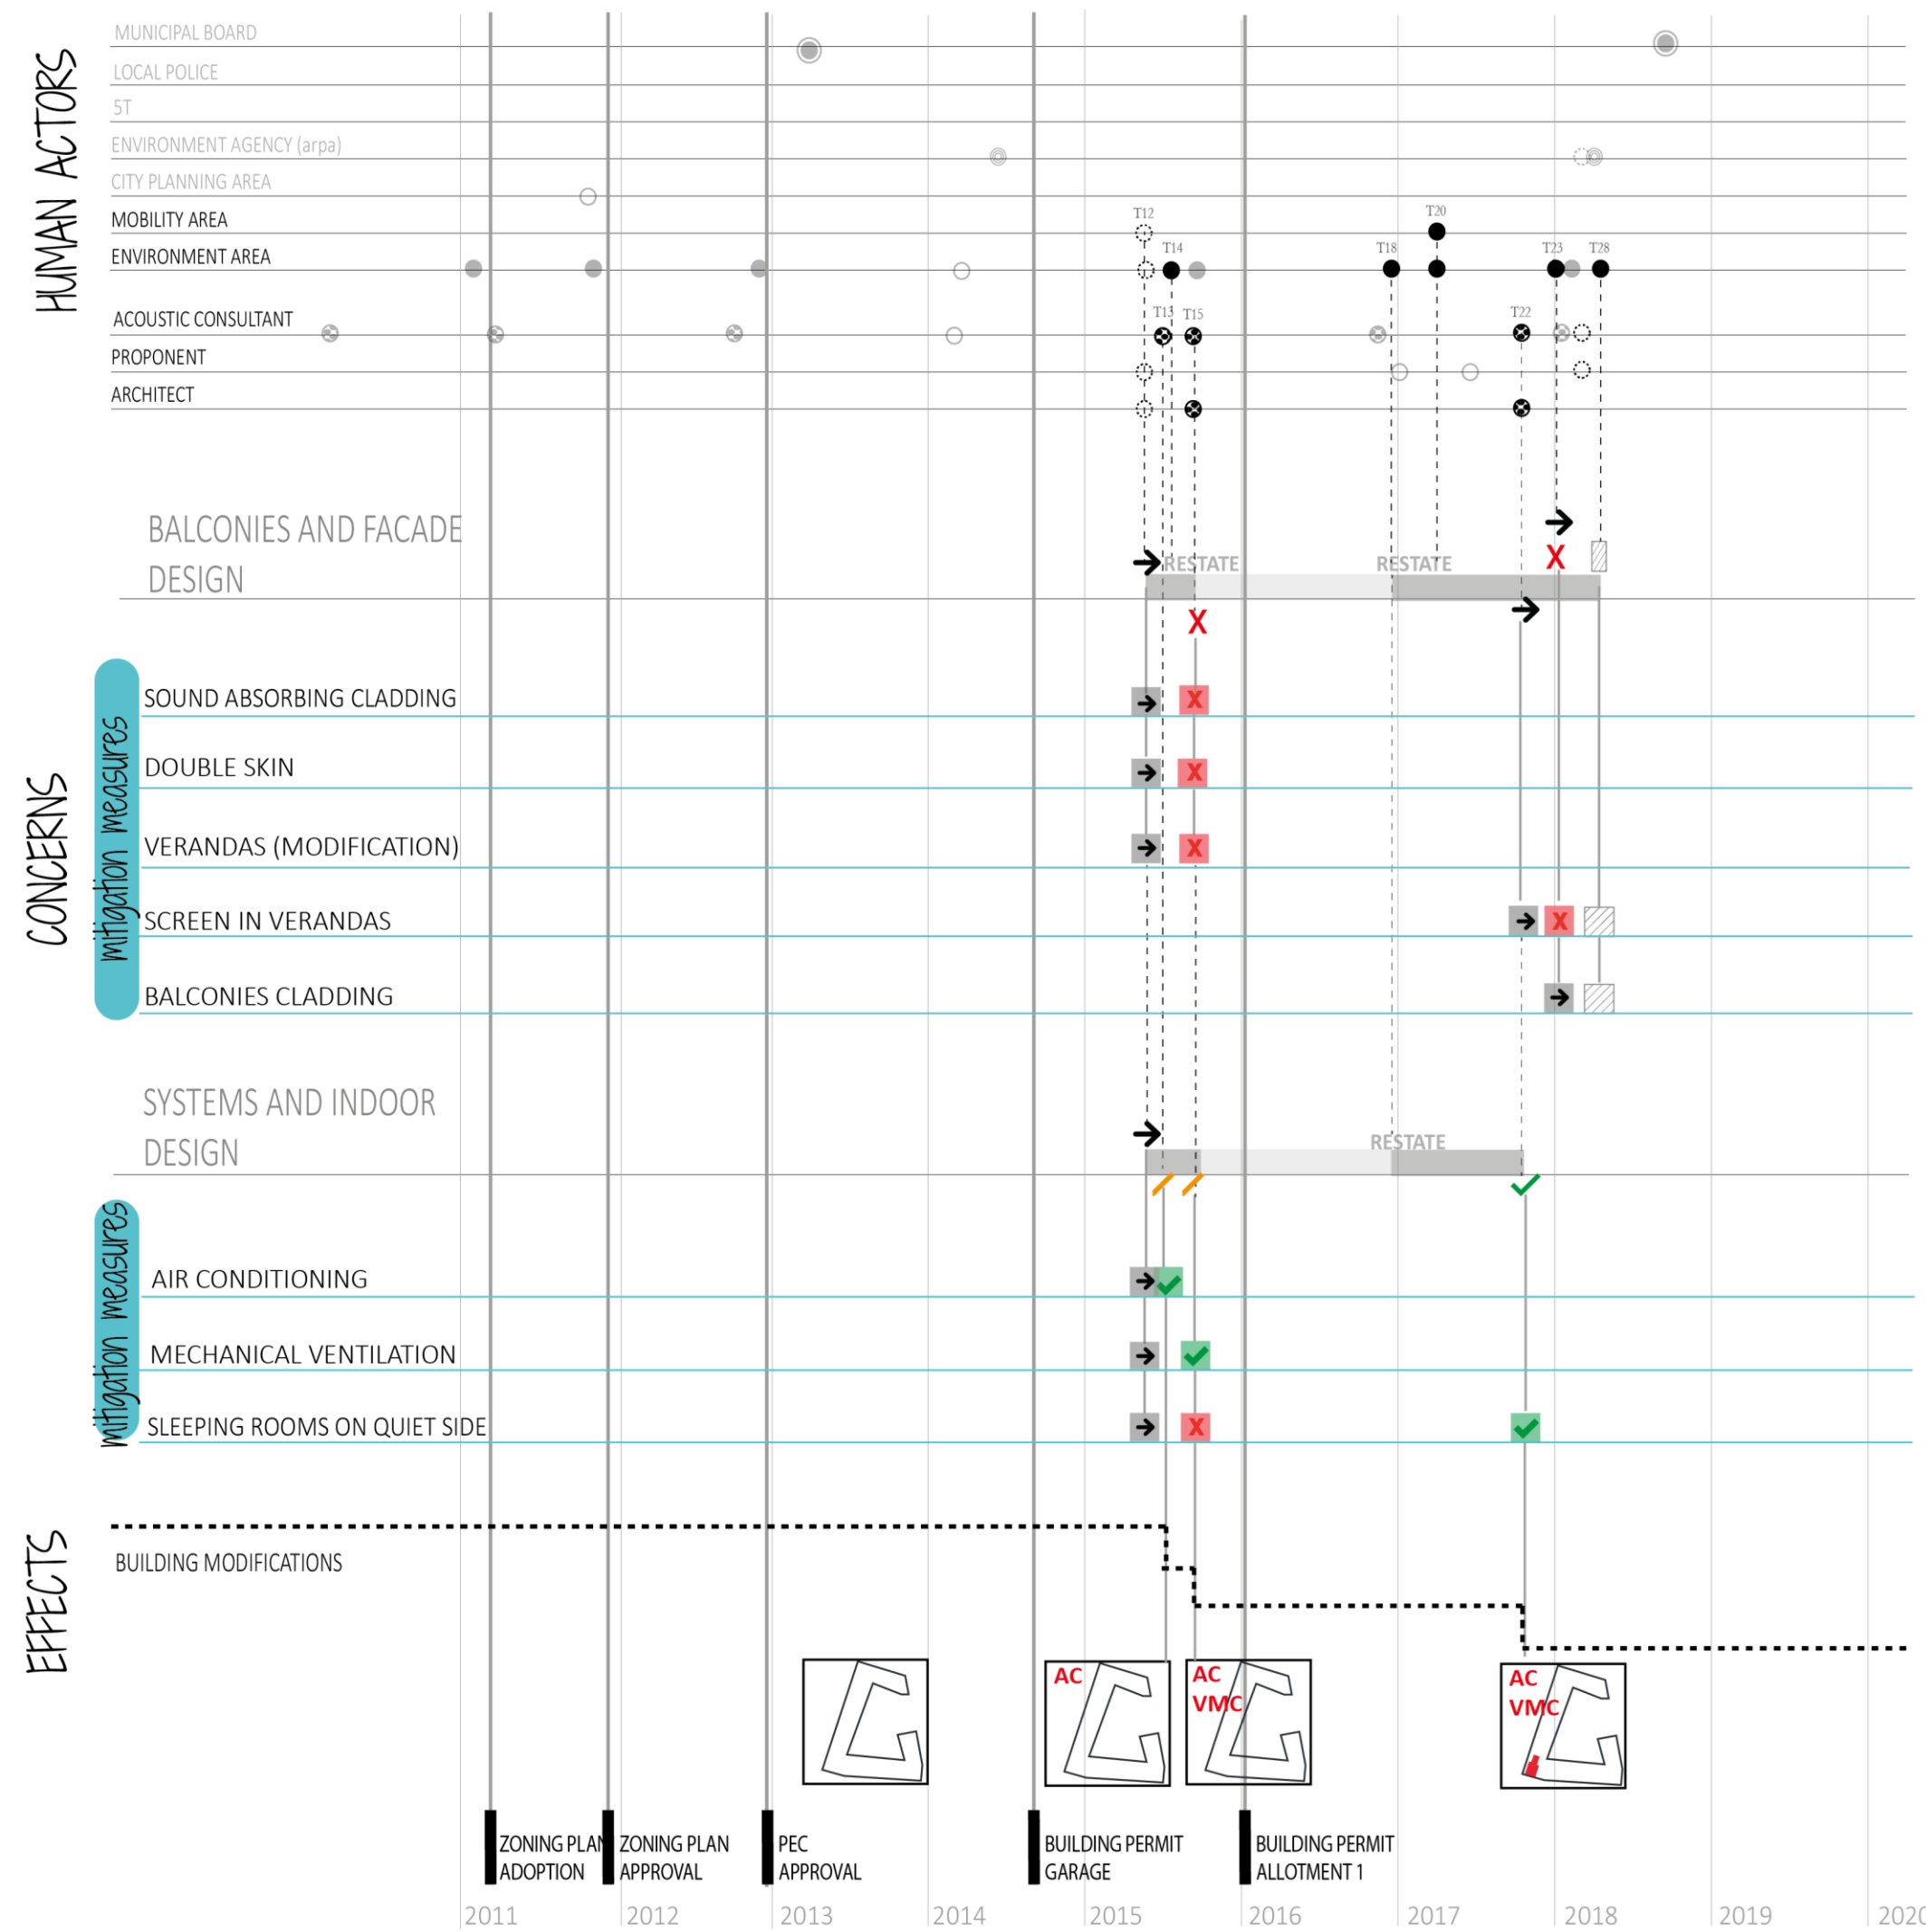 HUMAN ACTORS
MUNICIPAL BOARD
LOCAL POLICE
5T
ENVIRONMENT AGENCY (arpa)
CITY PLANNING AREA
MOBILITY AREA
T12
T20
ENVIRONMENT AREA
T14
T18
T23
T28
ACOUSTIC CONSULTANT
T13
T15
T22
PROPONENT
ARCHITECT
BALCONIES AND FACADE
DESIGN
RESTATE
RESTATE
X
X
CONCERNS
mitigation measures
SOUND ABSORBING CLADDING
X
DOUBLE SKIN
X
VERANDAS (MODIFICATION)
X
SCREEN IN VERANDAS
X
BALCONIES CLADDING
SYSTEMS AND INDOOR
DESIGN
RESTATE
mitigation measures
AIR CONDITIONING
MECHANICAL VENTILATION
SLEEPING ROOMS ON QUIET SIDE
X
EFFECTS
BUILDING MODIFICATIONS
AC
AC
VMC
AC
VMC
ZONING PLAN
ADOPTION
ZONING PLAN
APPROVAL
PEC
APPROVAL
BUILDING PERMIT
GARAGE
BUILDING PERMIT
ALLOTMENT 1
2011
2012
2013
2014
2015
2016
2017
2018
2019
2020